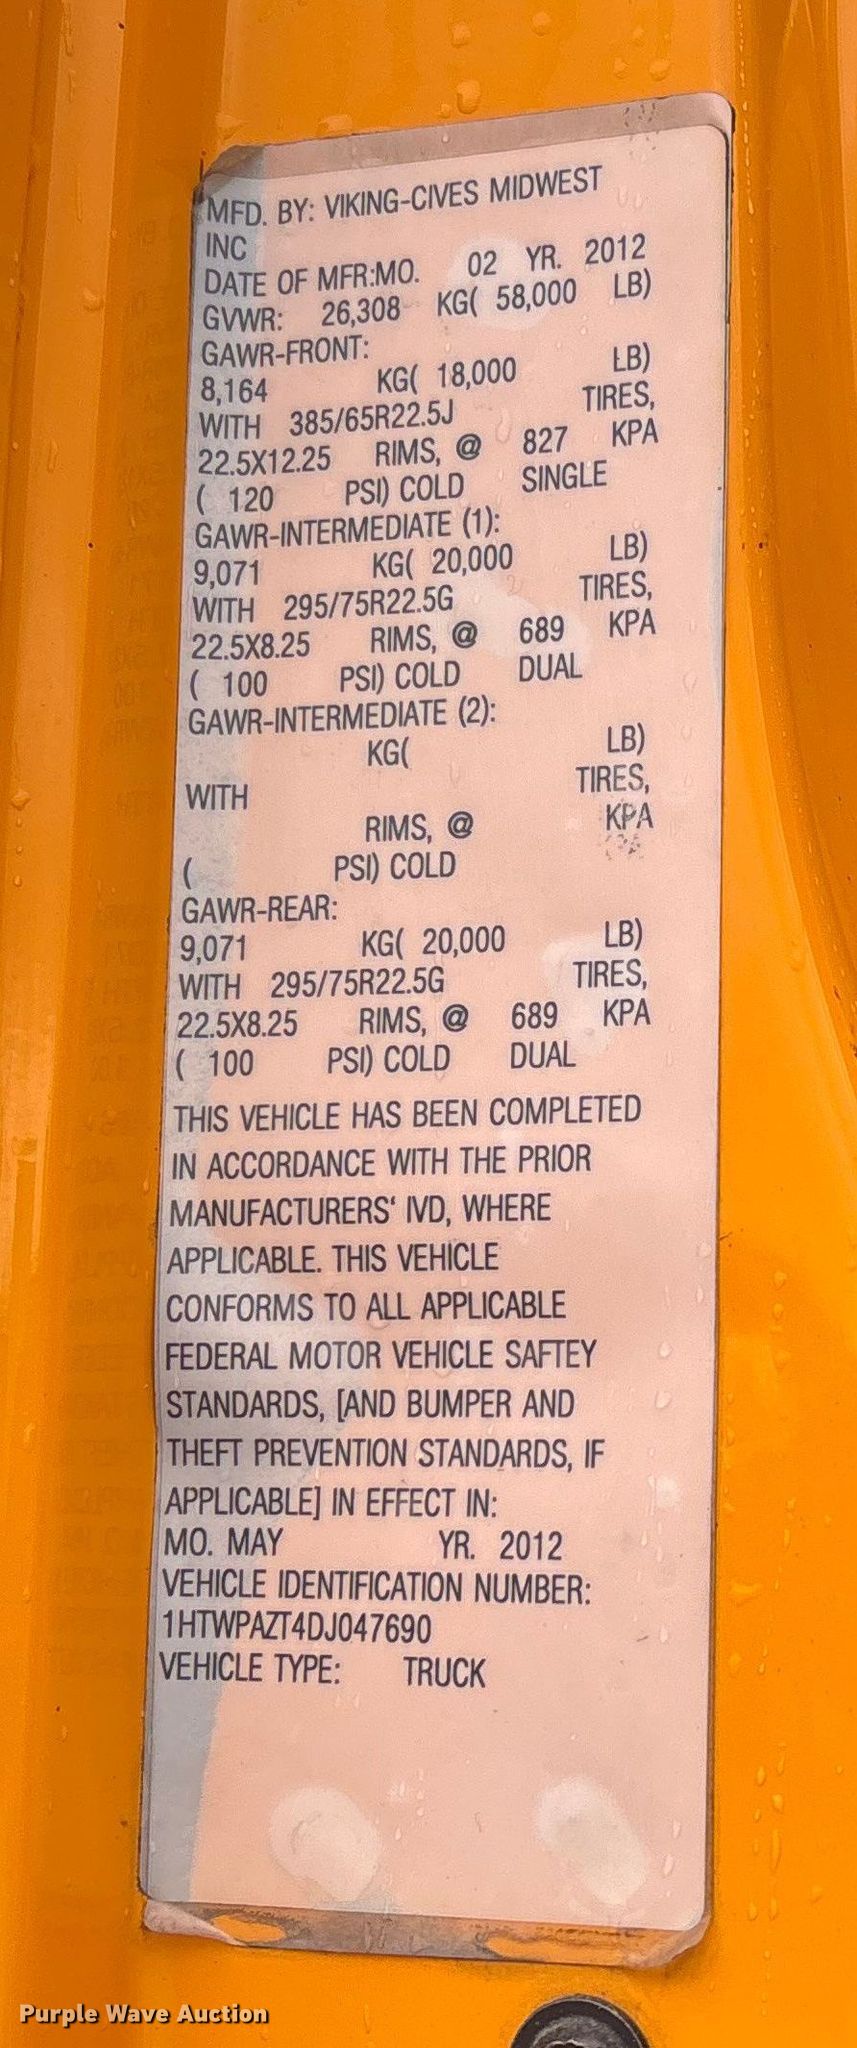 MFD. BY: VIKING-CIVES MIDWEST
INC
DATE OF MFR:MO. 02 YR. 2012
GVWR: 26,308 KG( 58,000 LB)
GAWR-FRONT:
8,164 KG( 18,000 LB)
WITH 385/65R22.5J TIRES,
22.5X12.25 RIMS, @ 827 KPA
( 120 PSI) COLD SINGLE
GAWR-INTERMEDIATE (1):
9,071 KG( 20,000 LB)
WITH 295/75R22.5G TIRES,
22.5X8.25 RIMS, @ 689 KPA
( 100 PSI) COLD DUAL
GAWR-INTERMEDIATE (2):
KG( LB)
WITH TIRES,
RIMS, @ KPA
( PSI) COLD
GAWR-REAR:
9,071 KG( 20,000 LB)
WITH 295/75R22.5G TIRES,
22.5X8.25 RIMS, @ 689 KPA
( 100 PSI) COLD DUAL
THIS VEHICLE HAS BEEN COMPLETED
IN ACCORDANCE WITH THE PRIOR
MANUFACTURERS' IVD, WHERE
APPLICABLE. THIS VEHICLE
CONFORMS TO ALL APPLICABLE
FEDERAL MOTOR VEHICLE SAFTEY
STANDARDS, [AND BUMPER AND
THEFT PREVENTION STANDARDS, IF
APPLICABLE] IN EFFECT IN:
MO. MAY YR. 2012
VEHICLE IDENTIFICATION NUMBER:
1HTWPAZT4DJ047690
VEHICLE TYPE: TRUCK
Purple Wave Auction